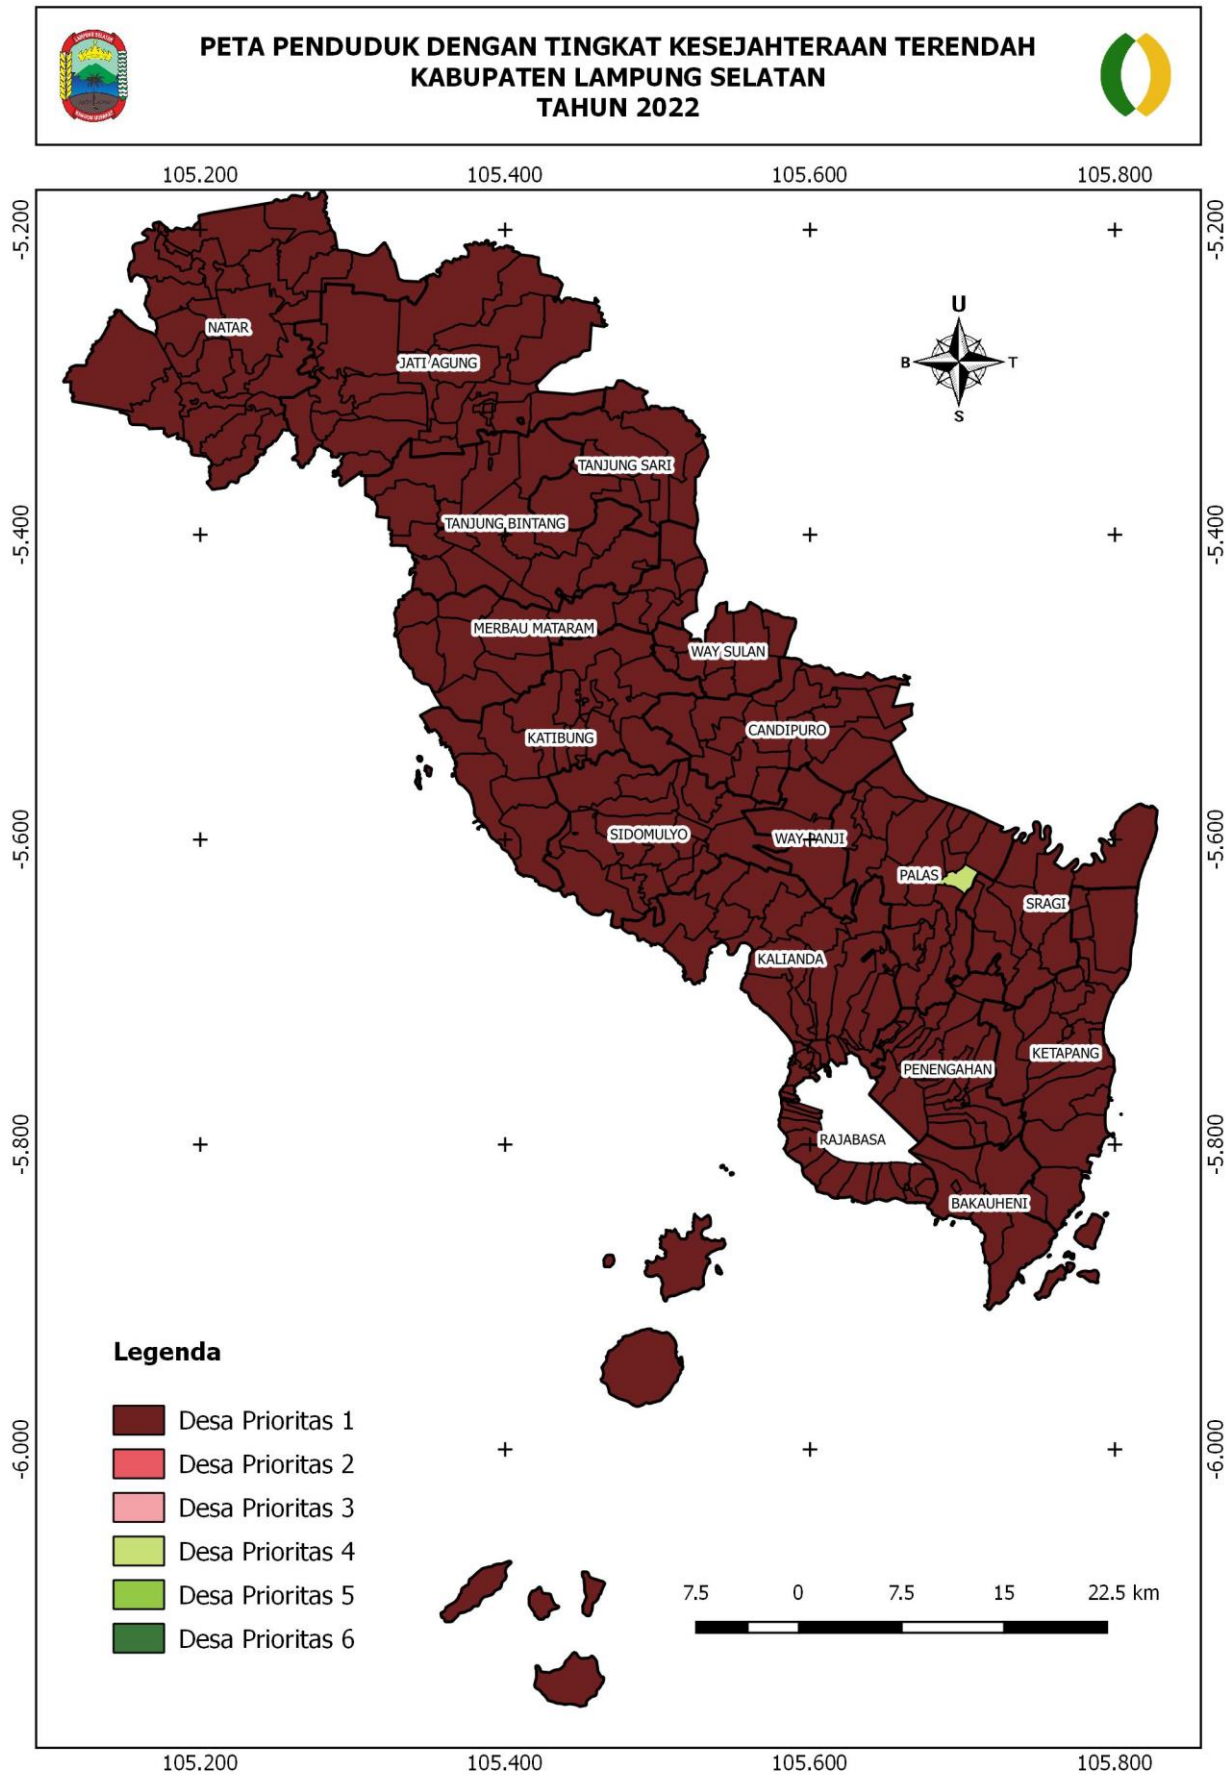 LAMPUNG SELATAN
PETA PENDUDUK DENGAN TINGKAT KESEJAHTERAAN TERENDAH
KABUPATEN LAMPUNG SELATAN
TAHUN 2022
105.200 105.400 105.600 105.800
-5.200 -5.200
U
B T
S
NATAR
JATI AGUNG
TANJUNG SARI
TANJUNG BINTANG
-5.400 -5.400
MERBAU MATARAM
WAY SULAN
CANDIPURO
KATIBUNG
SIDOMULYO
WAY PANJI
-5.600 -5.600
PALAS
SRAGI
KALIANDA
KETAPANG
PENENGAHAN
RAJABASA
-5.800 -5.800
BAKAUHENI
Legenda
Desa Prioritas 1
Desa Prioritas 2
-6.000 -6.000
Desa Prioritas 3
Desa Prioritas 4
Desa Prioritas 5
Desa Prioritas 6
7.5 0 7.5 15 22.5 km
105.200 105.400 105.600 105.800